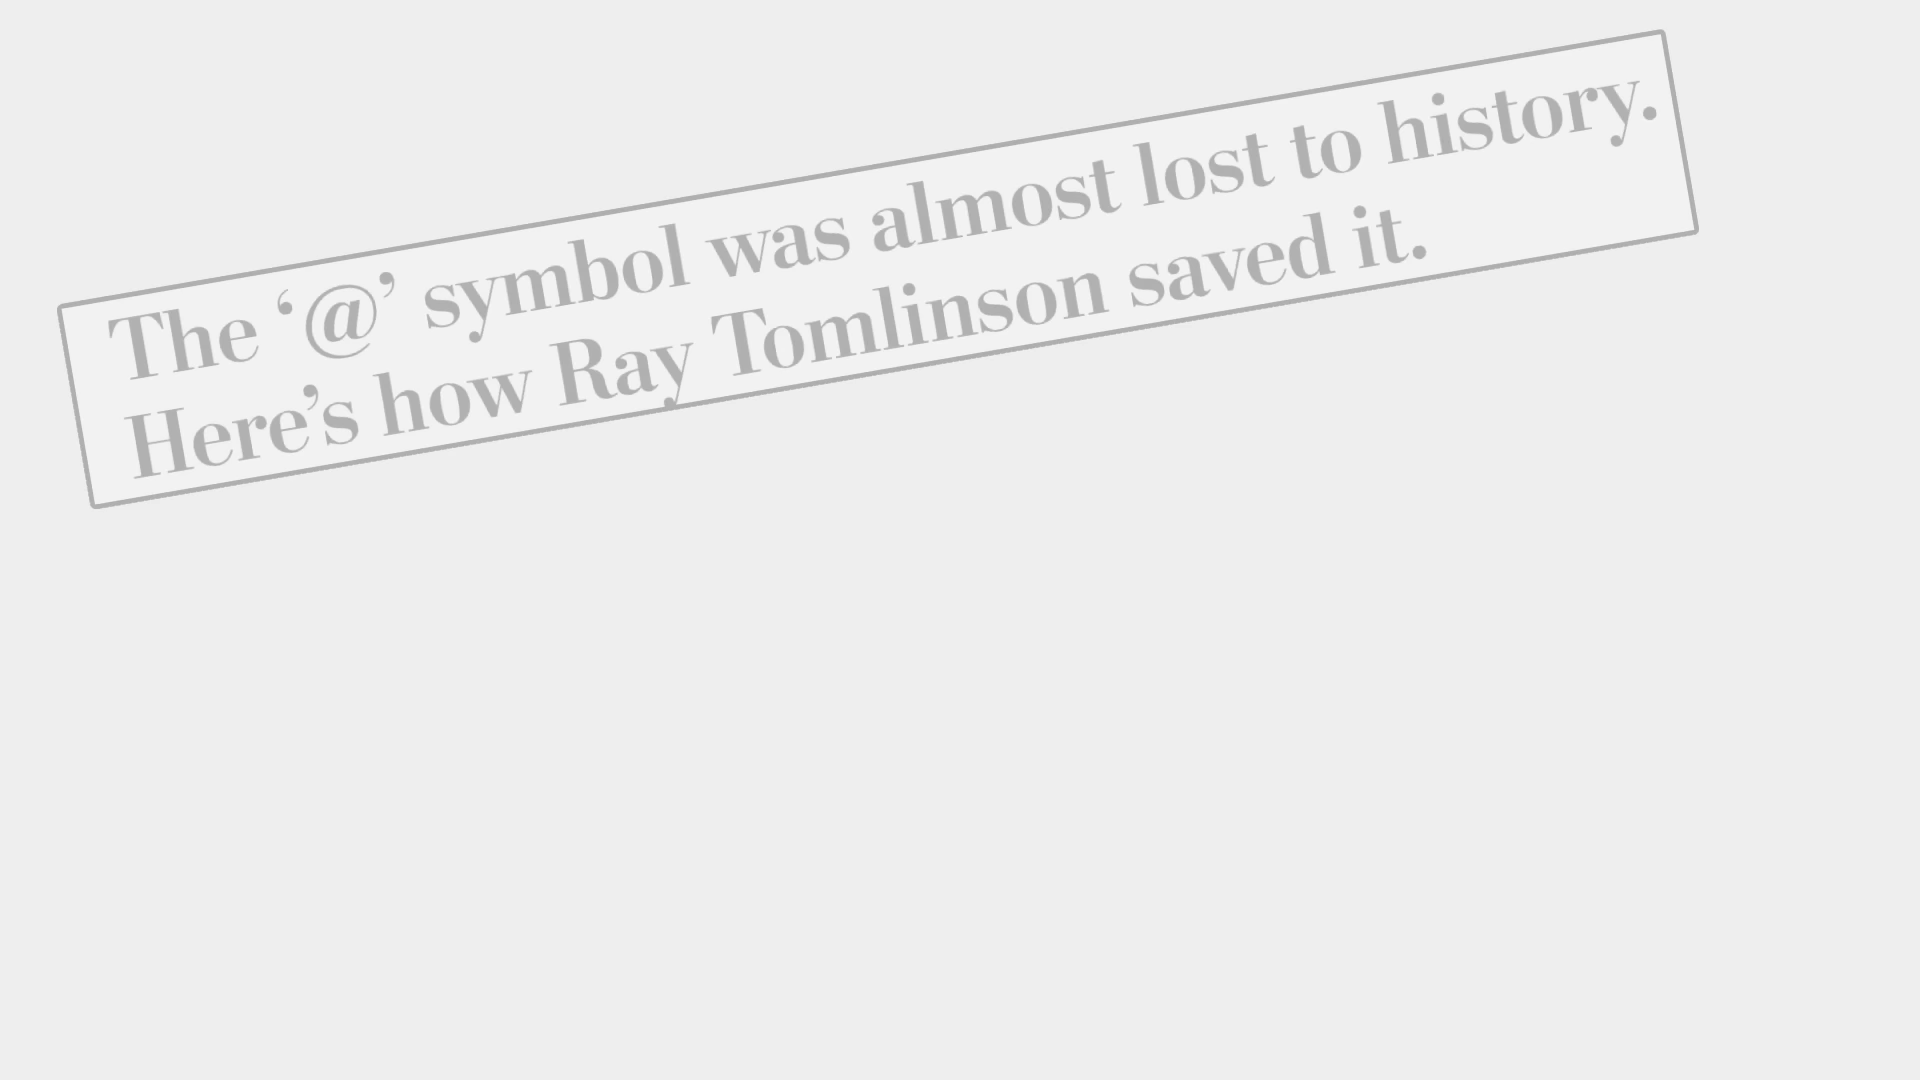 The ‘@’ symbol was almost lost to history.
Here’s how Ray Tomlinson saved it.